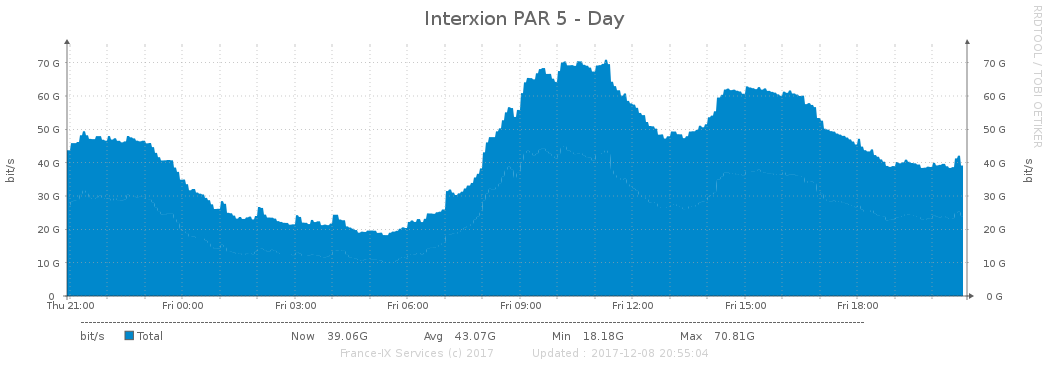 Interxion PAR 5 - Day
RRDTOOL / TOBI OETIKER
bit/s
70 G
60 G
50 G
40 G
30 G
20 G
10 G
0
70 G
60 G
50 G
40 G
30 G
20 G
10 G
0 G
bit/s
Thu 21:00 Fri 00:00 Fri 03:00 Fri 06:00 Fri 09:00 Fri 12:00 Fri 15:00 Fri 18:00
bit/s Total Now 39.06G Avg 43.07G Min 18.18G Max 70.81G
France-IX Services (c) 2017 Updated : 2017-12-08 20:55:04